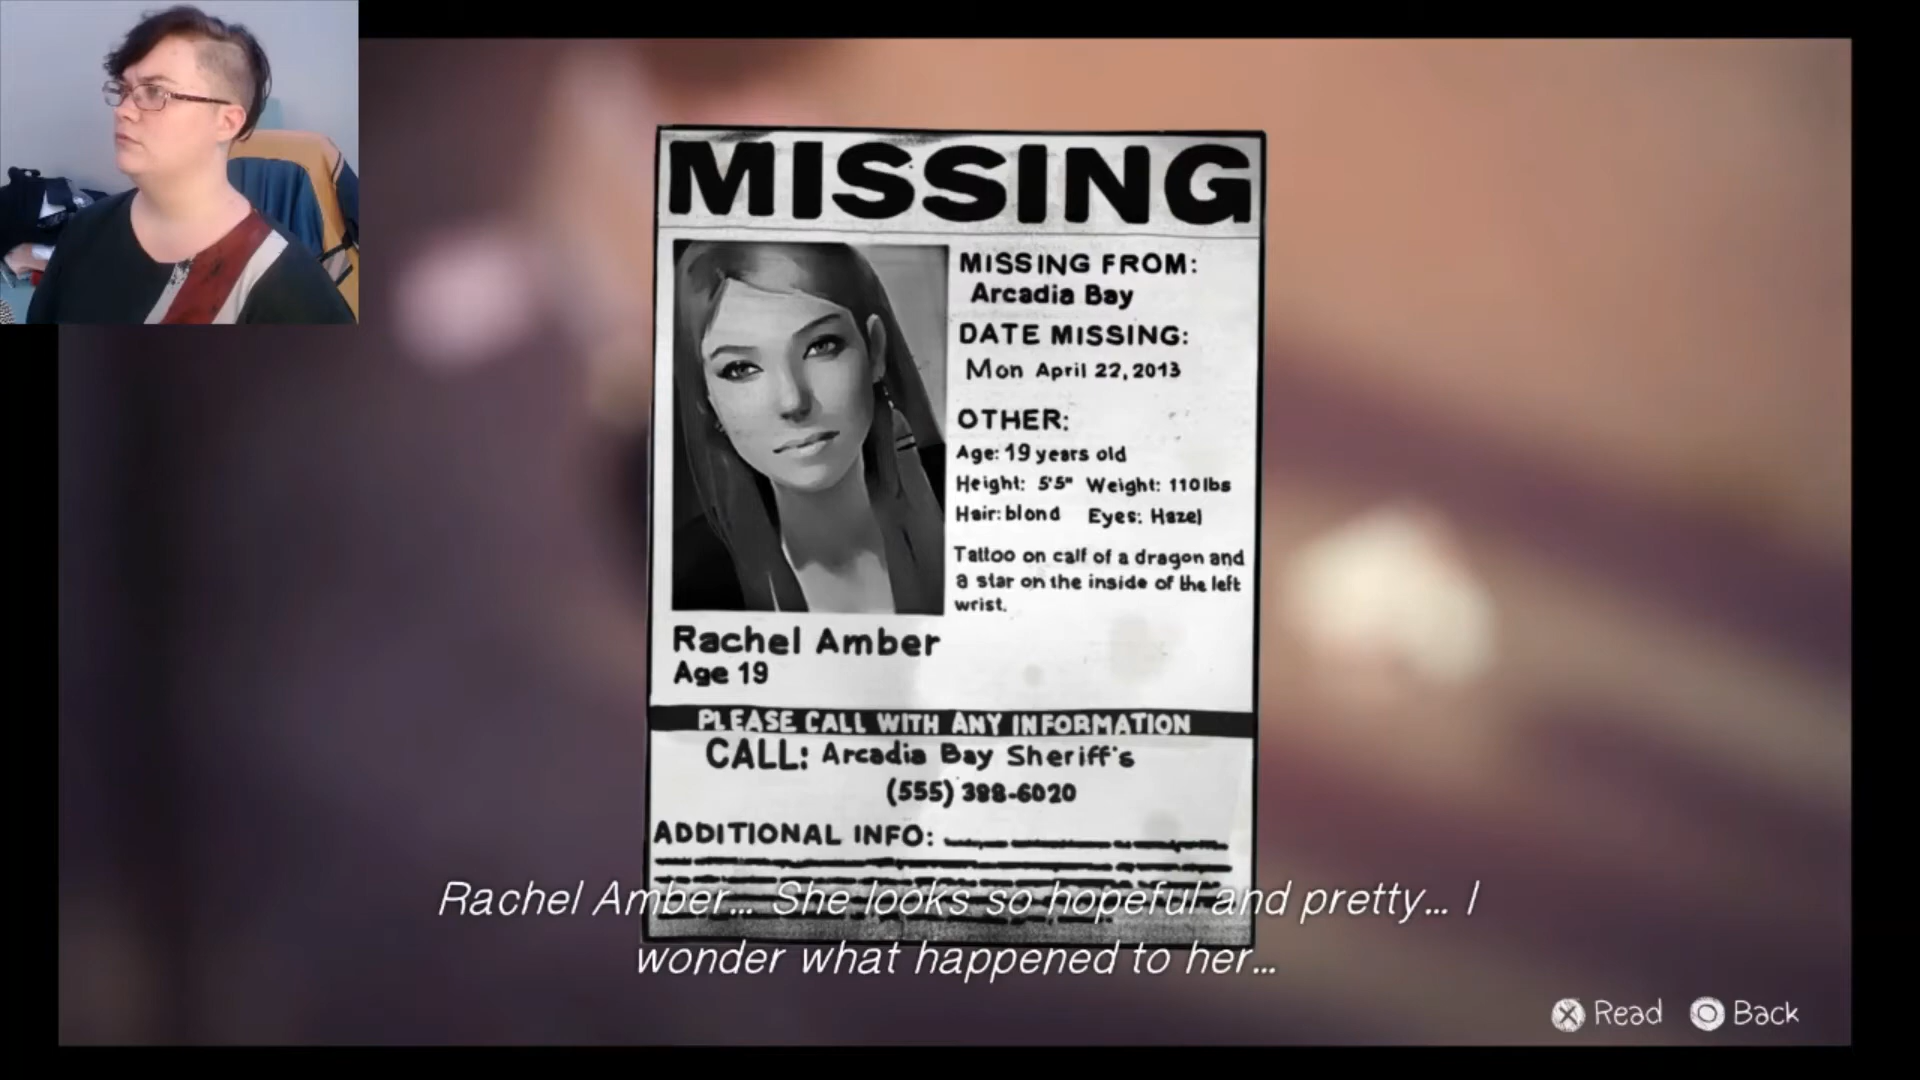 MISSING
MISSING FROM:
Arcadia Bay
DATE MISSING:
Mon April 22, 2013
OTHER:
Age: 19 years old
Height: 5'5" Weight: 110lbs
Hair: blond Eyes: Hazel
Tattoo on calf of a dragon and
a star on the inside of the left
wrist.
Rachel Amber
Age 19
PLEASE CALL WITH ANY INFORMATION
CALL: Arcadia Bay Sheriff's
(555) 388-6020
ADDITIONAL INFO:
Rachel Amber... She looks so hopeful and pretty... I
wonder what happened to her...
Read Back